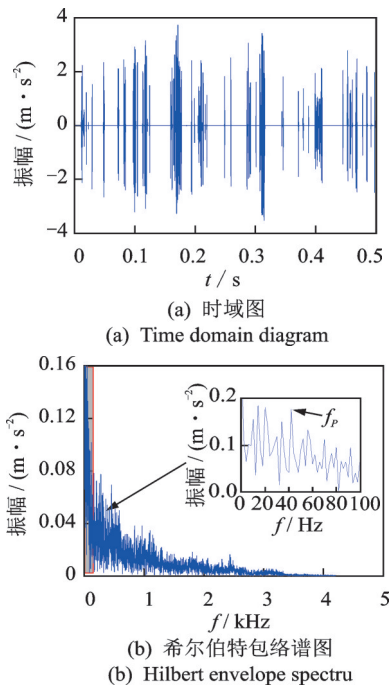 振幅 / (m·s⁻²)
4
2
0
−2
−4
0 0.1 0.2 0.3 0.4 0.5
t / s
(a) 时域图
(a) Time domain diagram
振幅 / (m·s⁻²)
0.16
0.12
0.08
0.04
0
0 1 2 3 4 5
f / kHz
振幅 / (m·s⁻²)
0.2
0.1
0.0
0 20 40 60 80 100
f / Hz
f_P
(b) 希尔伯特包络谱图
(b) Hilbert envelope spectru